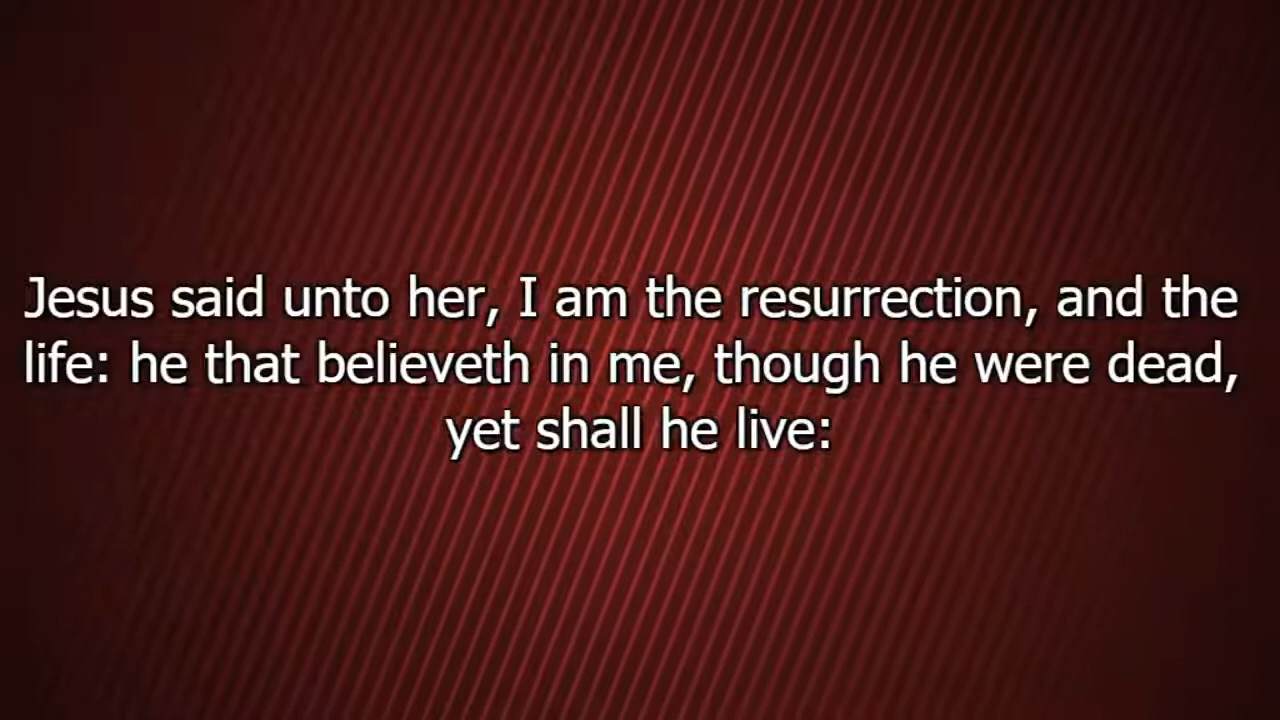 Jesus said unto her, I am the resurrection, and the
life: he that believeth in me, though he were dead,
yet shall he live: